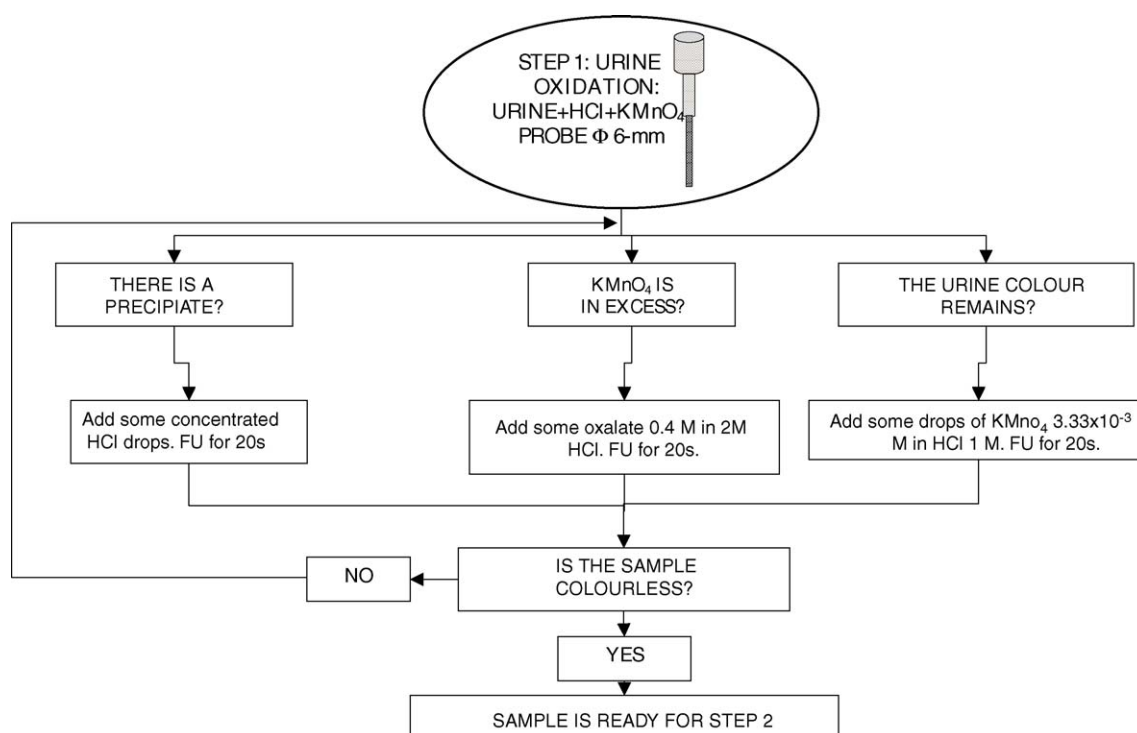 STEP 1: URINE
OXIDATION:
URINE+HCl+KMnO₄
PROBE Φ 6-mm
THERE IS A
PRECIPIATE?
KMnO₄ IS
IN EXCESS?
THE URINE COLOUR
REMAINS?
Add some concentrated
HCl drops. FU for 20s
Add some oxalate 0.4 M in 2M
HCl. FU for 20s.
Add some drops of KMno₄ 3.33x10⁻³
M in HCl 1 M. FU for 20s.
NO
IS THE SAMPLE
COLOURLESS?
YES
SAMPLE IS READY FOR STEP 2